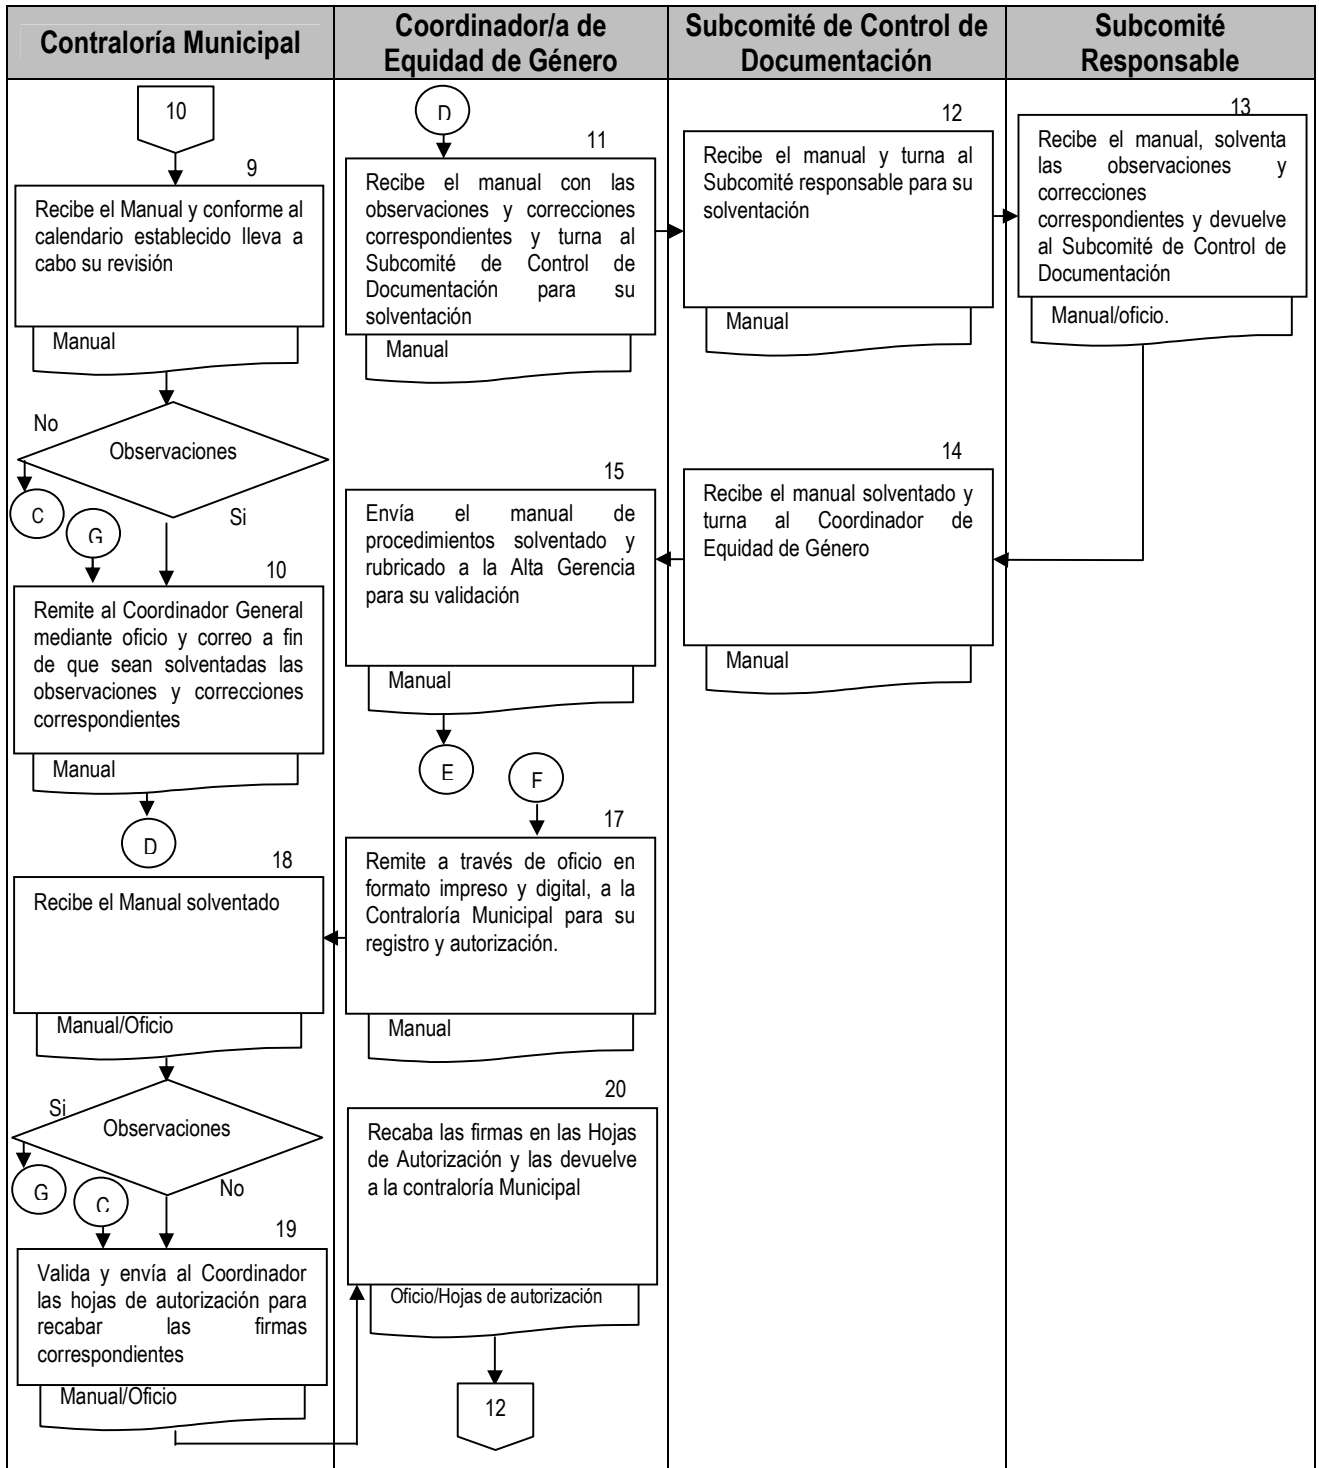 Contraloría Municipal
Coordinador/a de
Equidad de Género
Subcomité de Control de
Documentación
Subcomité
Responsable
10
9
Recibe el Manual y conforme al
calendario establecido lleva a
cabo su revisión
Manual
No
Observaciones
Si
C
G
10
Remite al Coordinador General
mediante oficio y correo a fin
de que sean solventadas las
observaciones y correcciones
correspondientes
Manual
D
18
Recibe el Manual solventado
Manual/Oficio
Si
Observaciones
No
G
C
19
Valida y envía al Coordinador
las hojas de autorización para
recabar las firmas
correspondientes
Manual/Oficio
D
11
Recibe el manual con las
observaciones y correcciones
correspondientes y turna al
Subcomité de Control de
Documentación para su
solventación
Manual
15
Envía el manual de
procedimientos solventado y
rubricado a la Alta Gerencia
para su validación
Manual
E
F
17
Remite a través de oficio en
formato impreso y digital, a la
Contraloría Municipal para su
registro y autorización.
Manual
20
Recaba las firmas en las Hojas
de Autorización y las devuelve
a la contraloría Municipal
Oficio/Hojas de autorización
12
12
Recibe el manual y turna al
Subcomité responsable para su
solventación
Manual
14
Recibe el manual solventado y
turna al Coordinador de
Equidad de Género
Manual
13
Recibe el manual, solventa
las observaciones y
correcciones
correspondientes y devuelve
al Subcomité de Control de
Documentación
Manual/oficio.